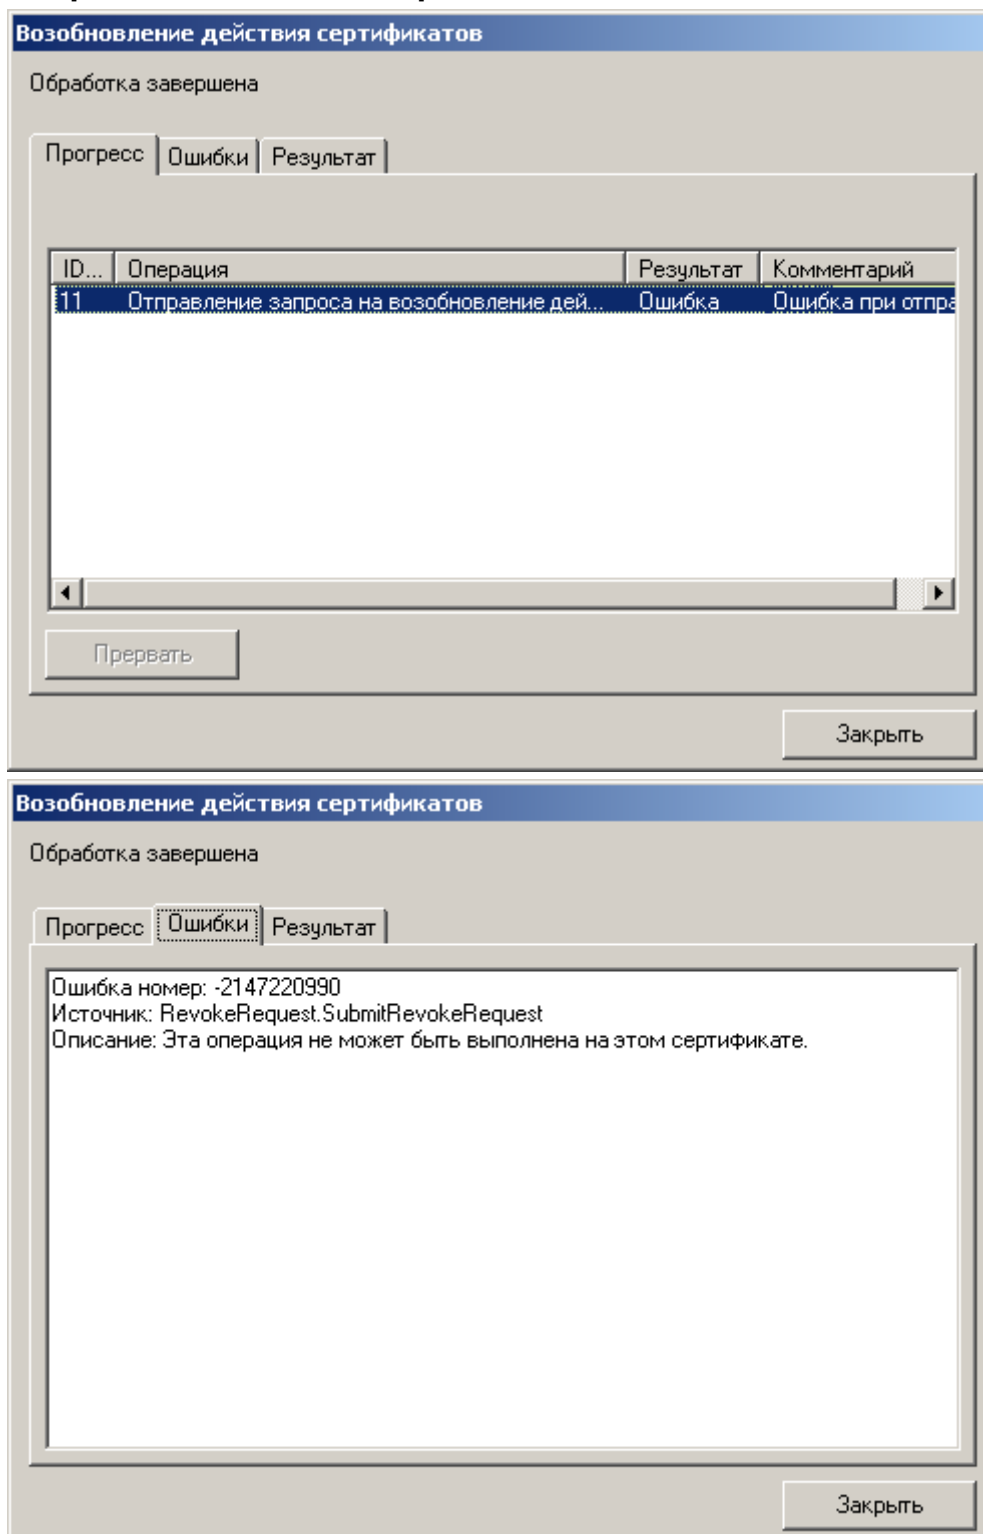 Возобновление действия сертификатов
Обработка завершена
Прогресс Ошибки Результат
ID... Операция Результат Комментарий
11 Отправление запроса на возобновление дей... Ошибка Ошибка при отпра
Прервать
Закрыть
Возобновление действия сертификатов
Обработка завершена
Прогресс Ошибки Результат
Ошибка номер: -2147220990
Источник: RevokeRequest.SubmitRevokeRequest
Описание: Эта операция не может быть выполнена на этом сертификате.
Закрыть